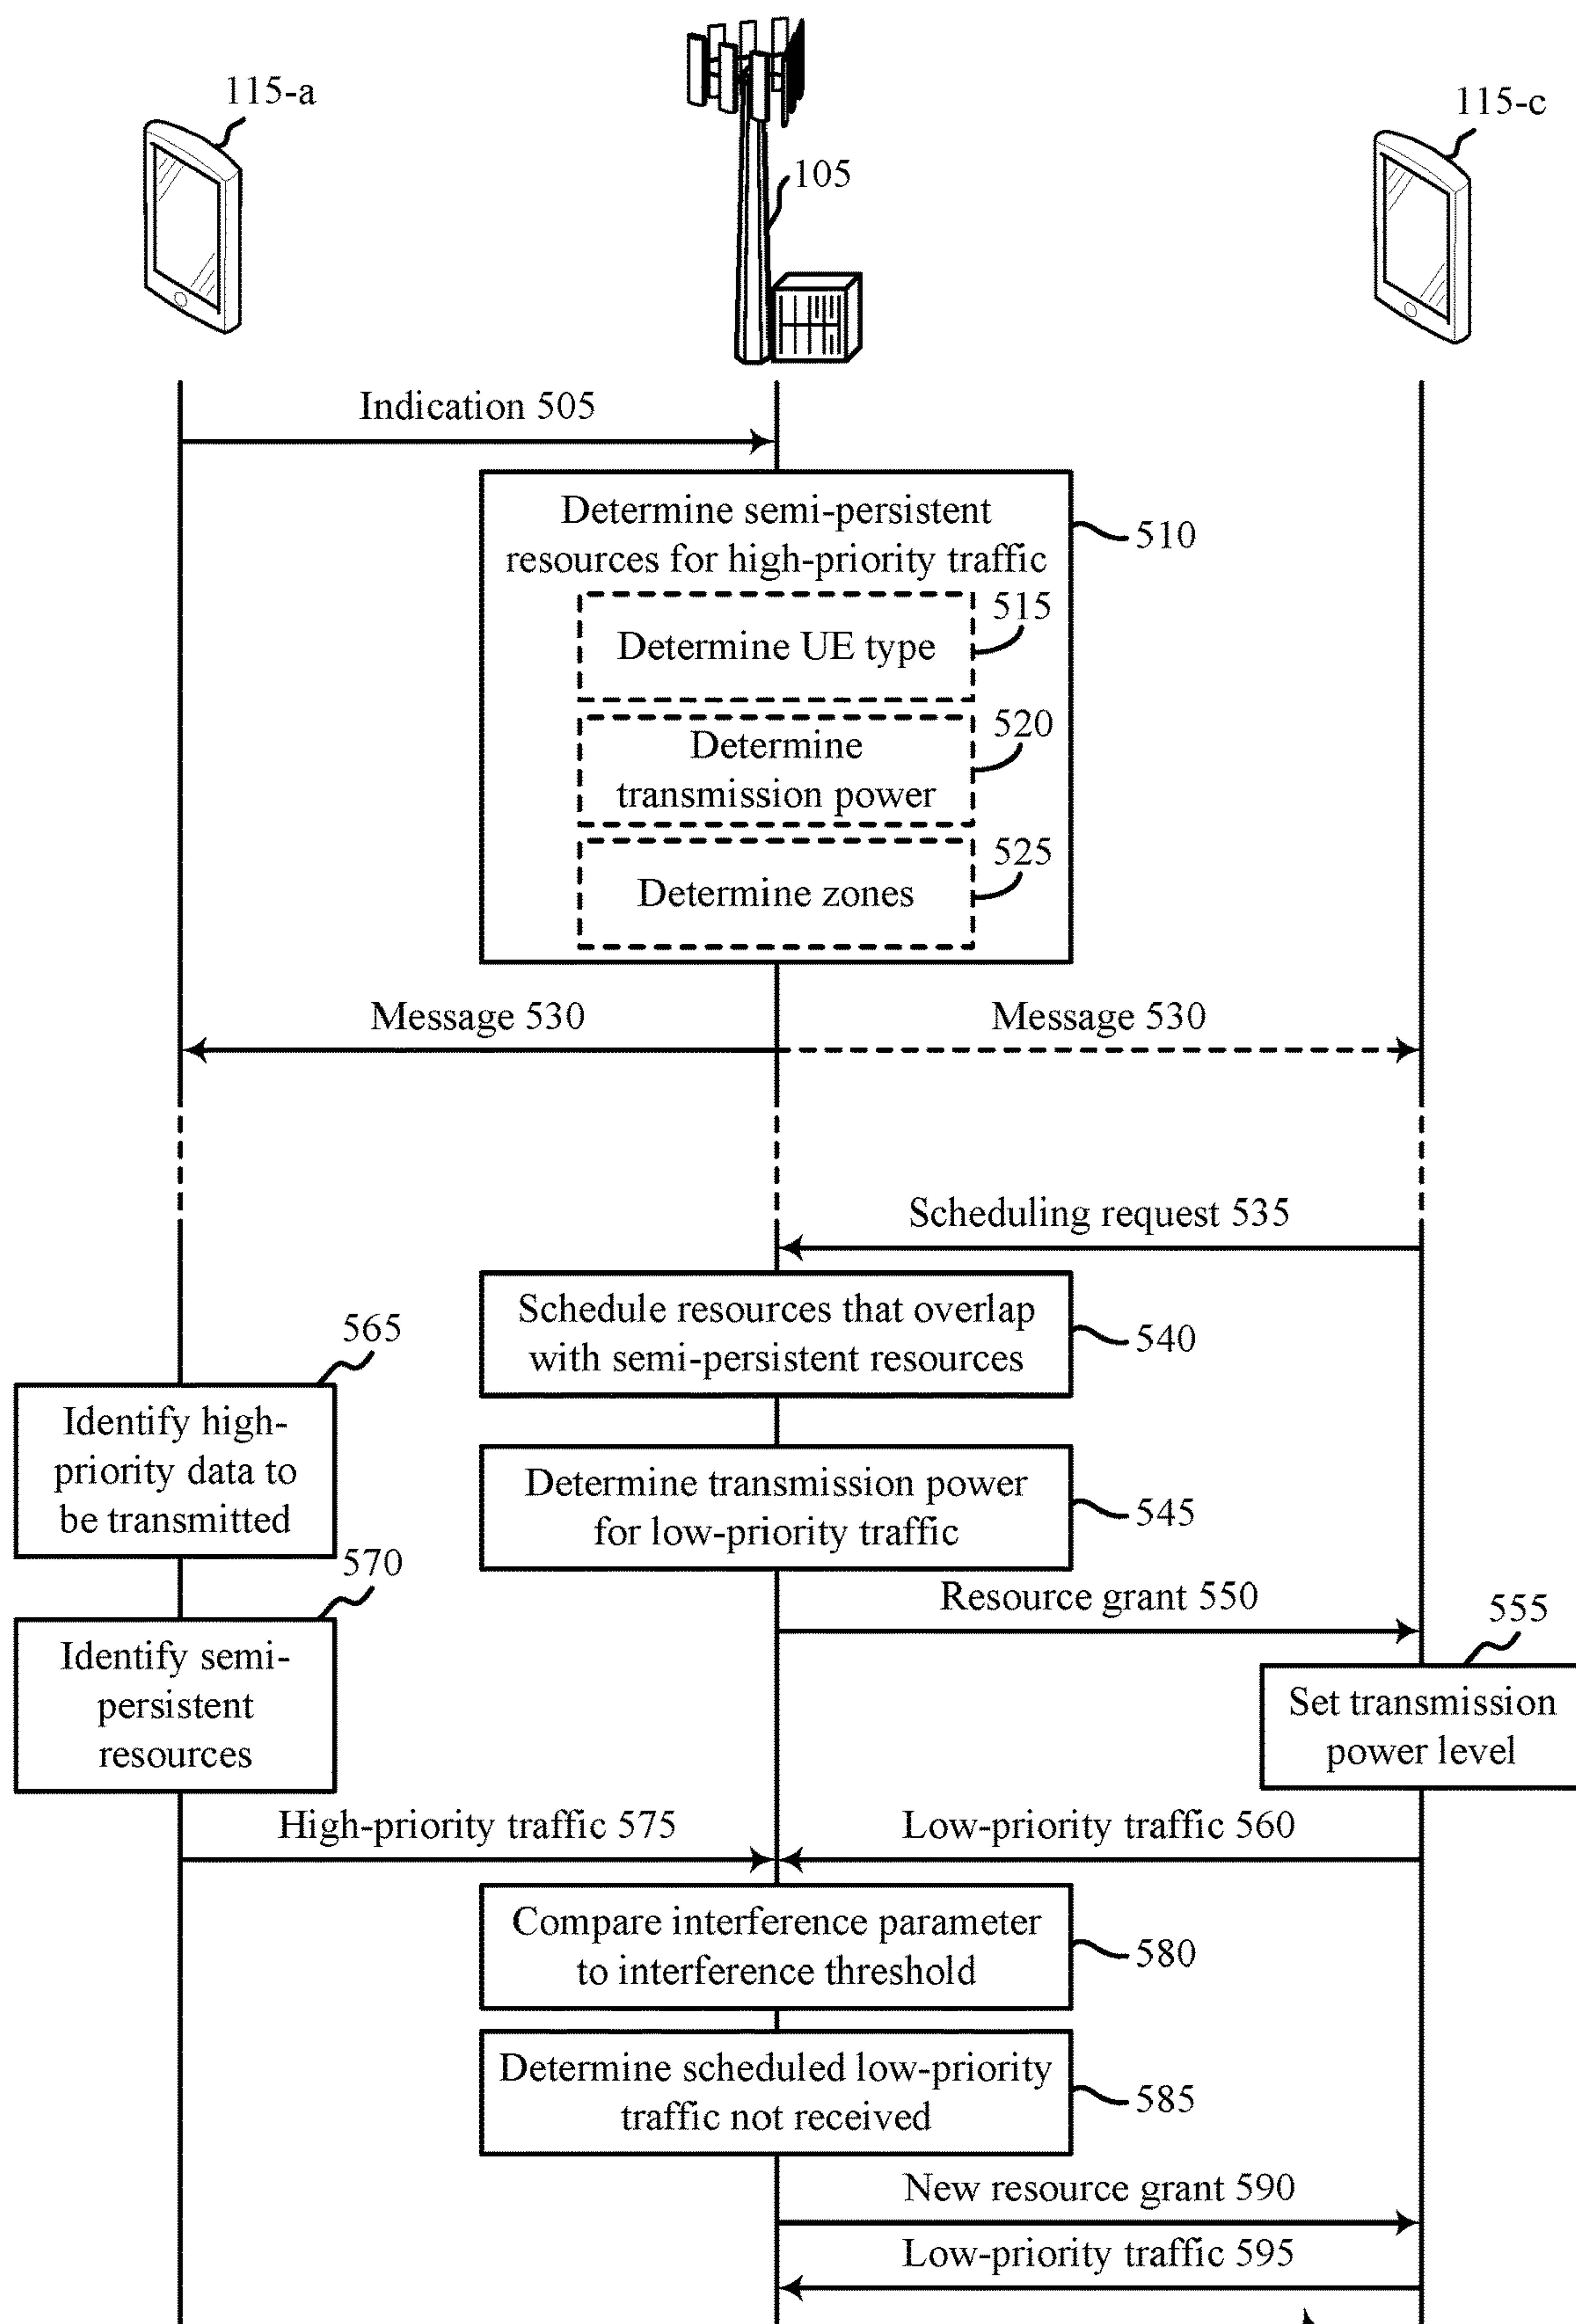 115-a
115-c
105
Indication 505
Determine semi-persistent
resources for high-priority traffic
510
515
Determine UE type
520
Determine
transmission power
525
Determine zones
Message 530
Message 530
Scheduling request 535
Schedule resources that overlap
with semi-persistent resources
540
565
Identify high-
priority data to
be transmitted
Determine transmission power
for low-priority traffic
545
570
Identify semi-
persistent
resources
Resource grant 550
555
Set transmission
power level
High-priority traffic 575
Low-priority traffic 560
Compare interference parameter
to interference threshold
580
Determine scheduled low-priority
traffic not received
585
New resource grant 590
Low-priority traffic 595